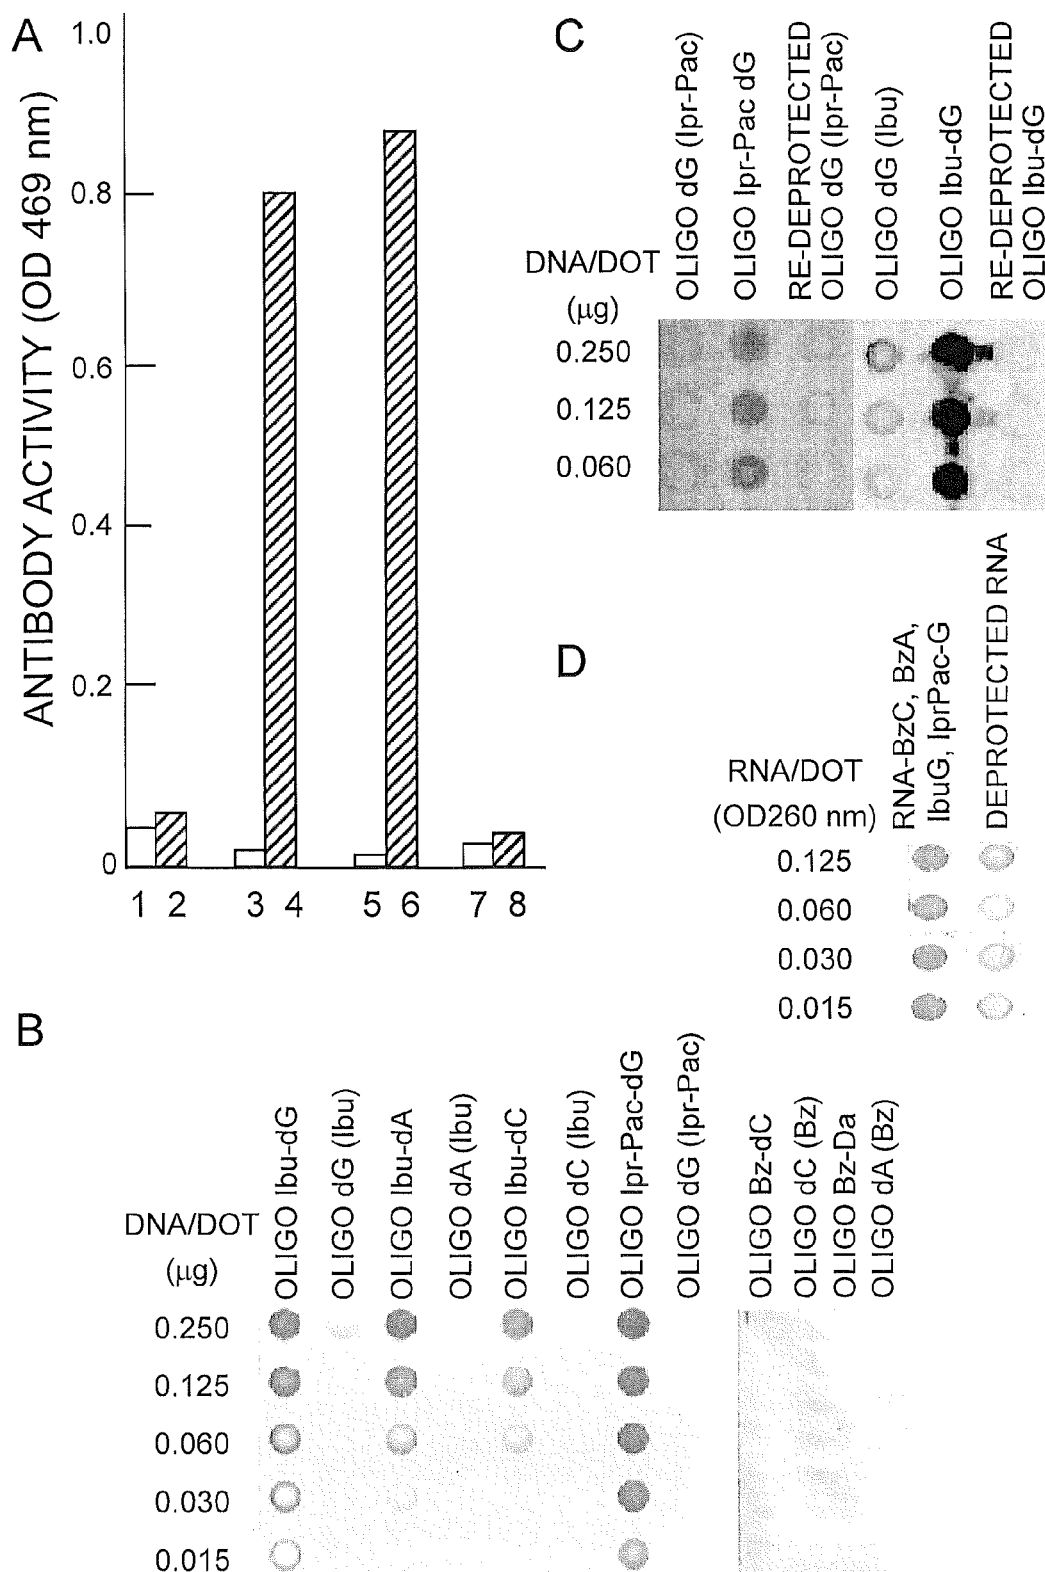 A
ANTIBODY ACTIVITY (OD 469 nm)
1.0
0.8
0.6
0.4
0.2
0
1 2 3 4 5 6 7 8
C
DNA/DOT
(µg)
OLIGO dG (Ipr-Pac)
OLIGO Ipr-Pac dG
RE-DEPROTECTED
OLIGO dG (Ipr-Pac)
OLIGO dG (Ibu)
OLIGO Ibu-dG
RE-DEPROTECTED
OLIGO Ibu-dG
0.250
0.125
0.060
D
RNA/DOT
(OD260 nm)
RNA-BzC, BzA,
IbuG, IprPac-G
DEPROTECTED RNA
0.125
0.060
0.030
0.015
B
DNA/DOT
(µg)
OLIGO Ibu-dG
OLIGO dG (Ibu)
OLIGO Ibu-dA
OLIGO dA (Ibu)
OLIGO Ibu-dC
OLIGO dC (Ibu)
OLIGO Ipr-Pac-dG
OLIGO dG (Ipr-Pac)
OLIGO Bz-dC
OLIGO dC (Bz)
OLIGO Bz-Da
OLIGO dA (Bz)
0.250
0.125
0.060
0.030
0.015